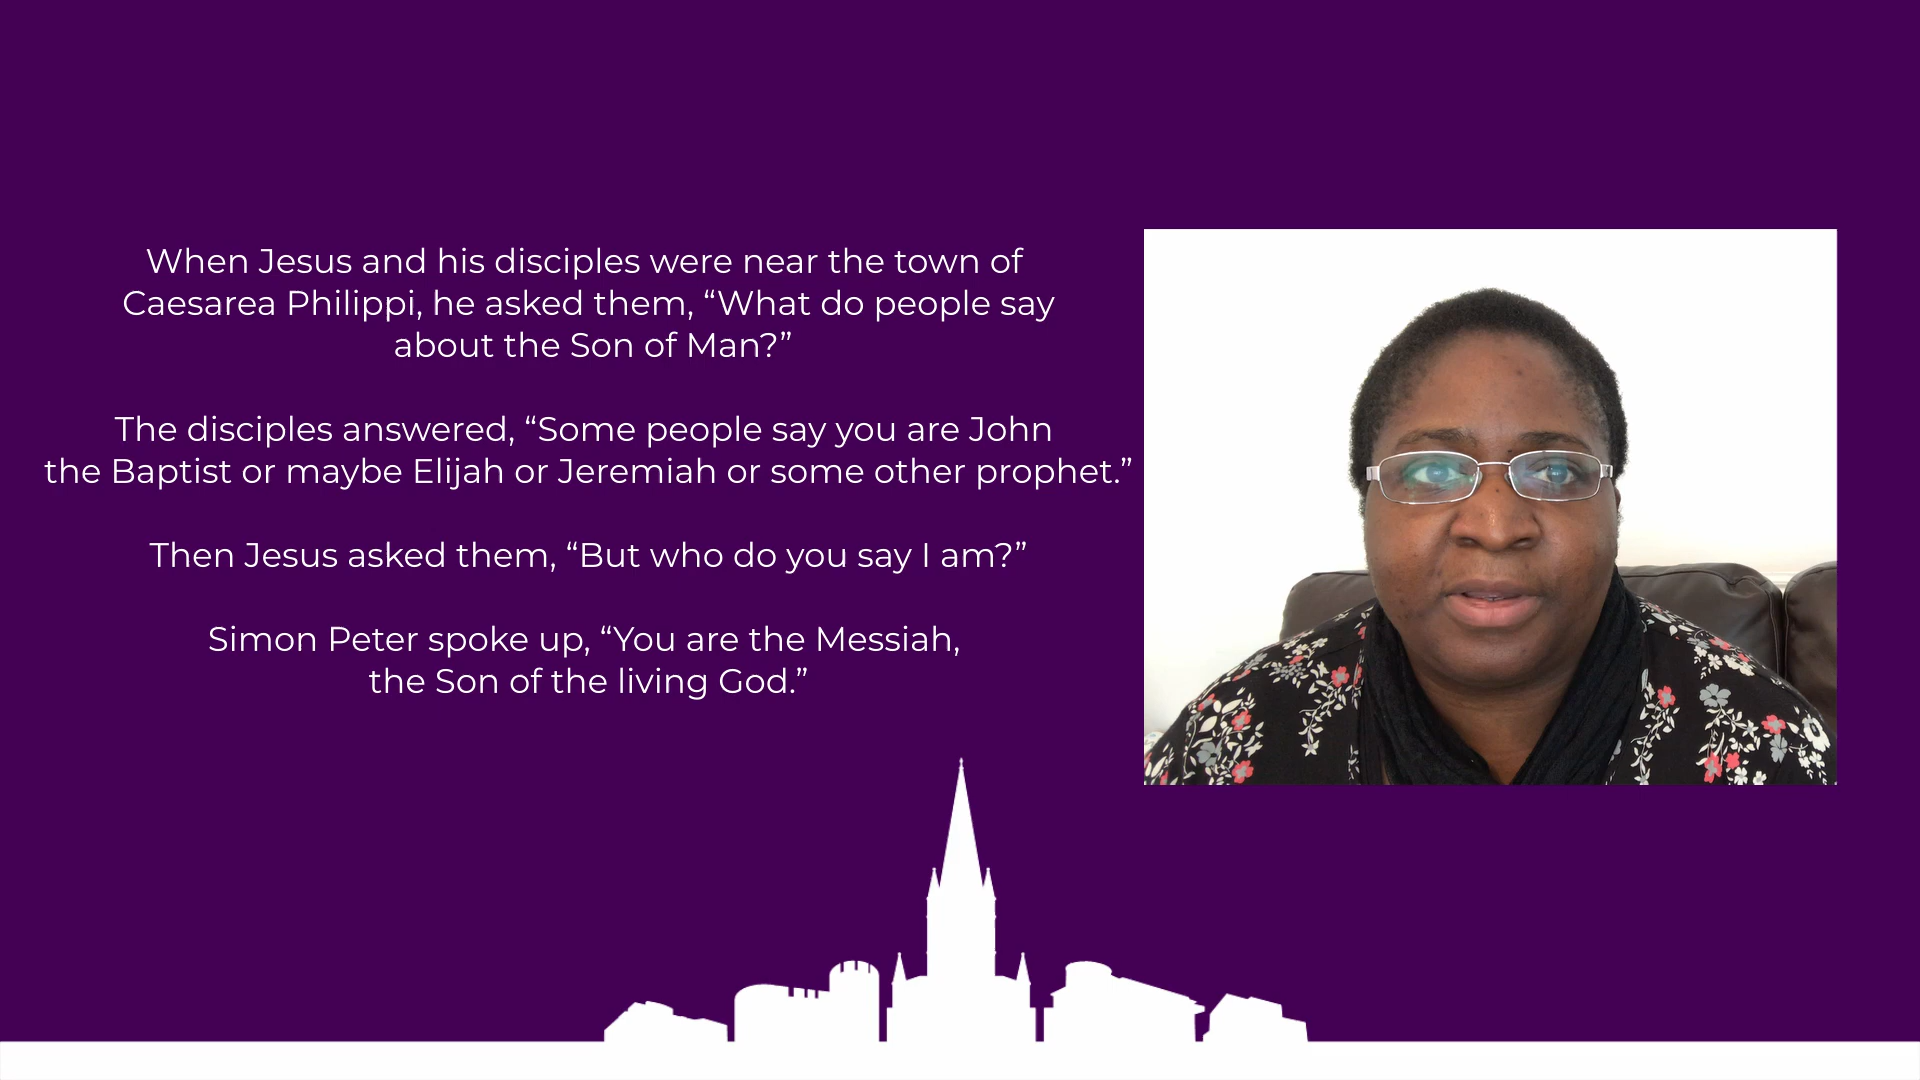 When Jesus and his disciples were near the town of
Caesarea Philippi, he asked them, “What do people say
about the Son of Man?”
The disciples answered, “Some people say you are John
the Baptist or maybe Elijah or Jeremiah or some other prophet.”
Then Jesus asked them, “But who do you say I am?”
Simon Peter spoke up, “You are the Messiah,
the Son of the living God.”